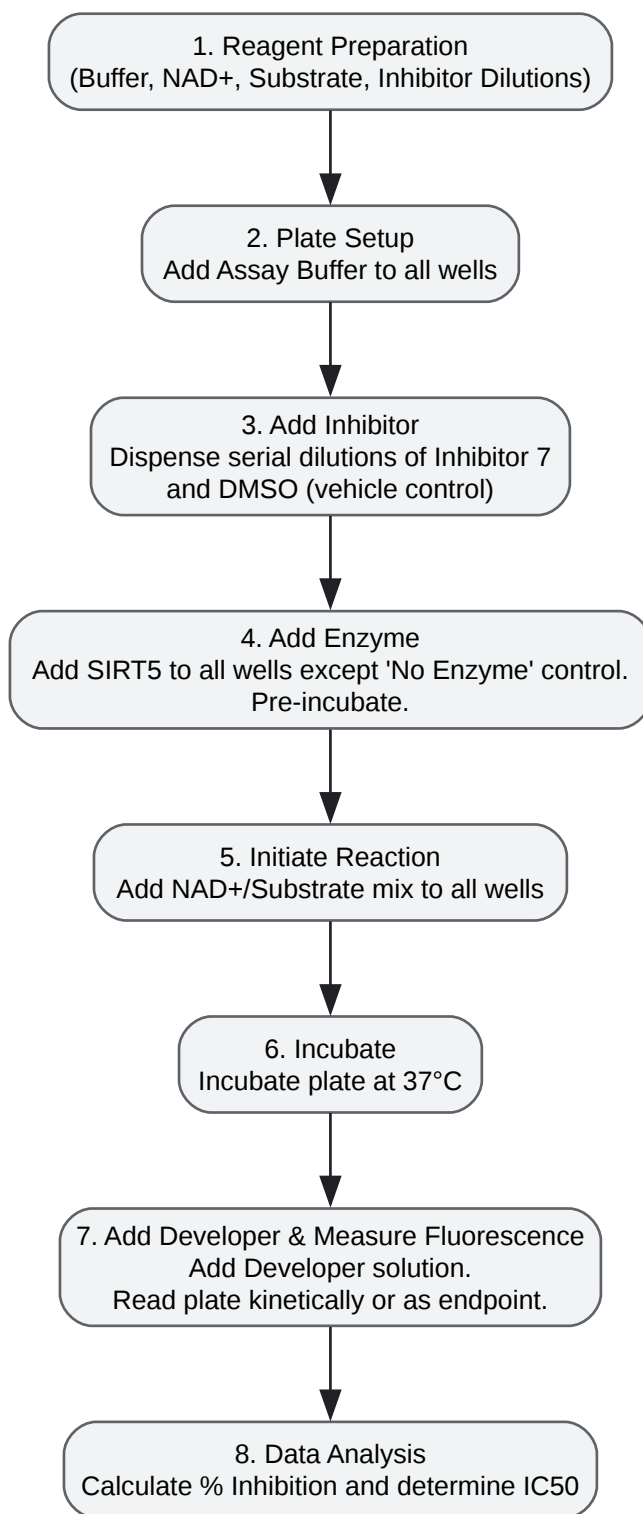 1. Reagent Preparation
(Buffer, NAD+, Substrate, Inhibitor Dilutions)
2. Plate Setup
Add Assay Buffer to all wells
3. Add Inhibitor
Dispense serial dilutions of Inhibitor 7
and DMSO (vehicle control)
4. Add Enzyme
Add SIRT5 to all wells except 'No Enzyme' control.
Pre-incubate.
5. Initiate Reaction
Add NAD+/Substrate mix to all wells
6. Incubate
Incubate plate at 37°C
7. Add Developer & Measure Fluorescence
Add Developer solution.
Read plate kinetically or as endpoint.
8. Data Analysis
Calculate % Inhibition and determine IC50